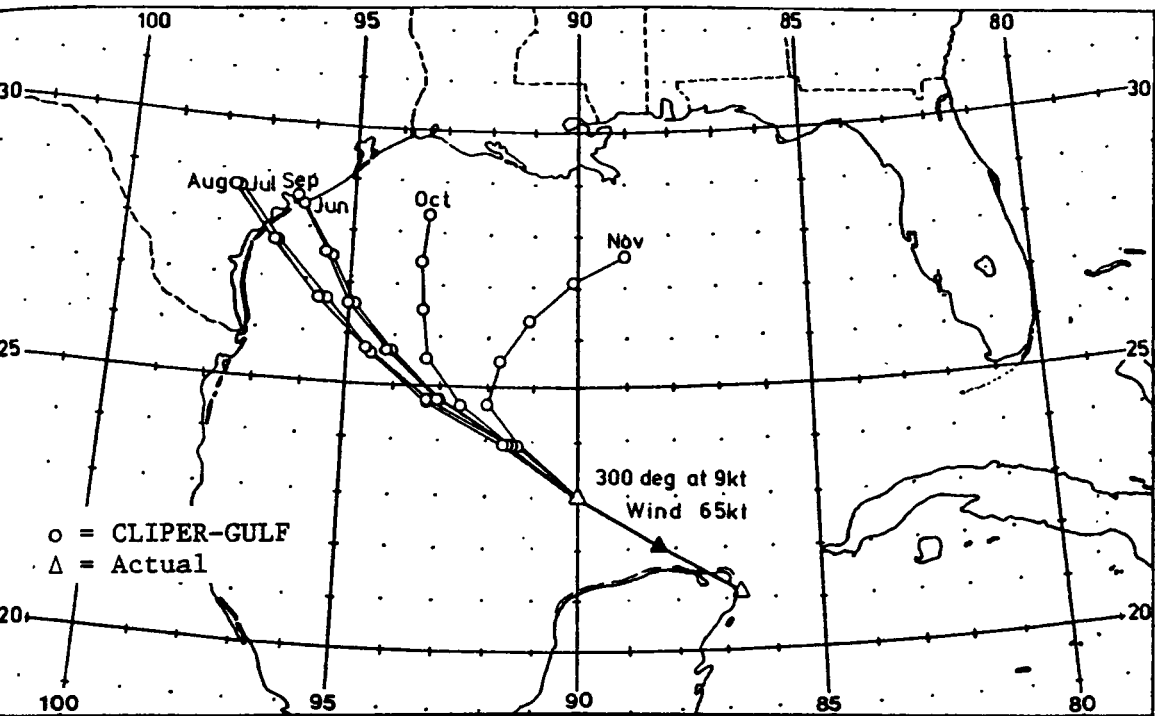 100 95 90 85 80
30 30
Aug Jul Sep
Jun
Oct
Nov
25 25
300 deg at 9kt
Wind 65kt
o = CLIPER-GULF
Δ = Actual
20 20
100 95 90 85 80